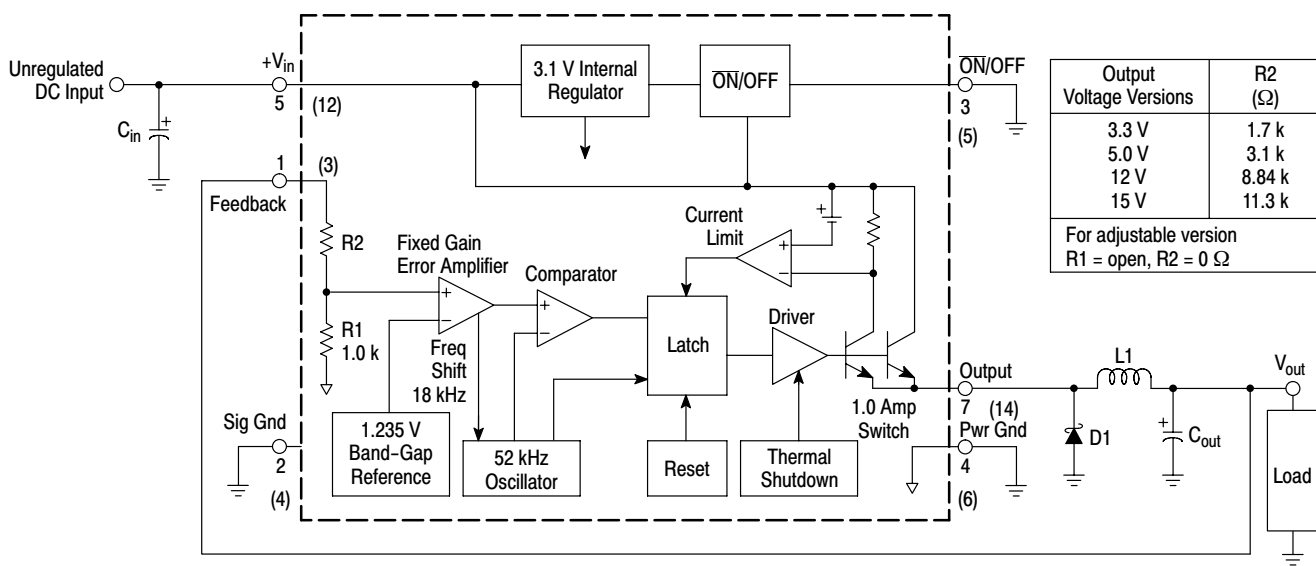 Unregulated
DC Input
+Vin
5
(12)
Cin
3.1 V Internal
Regulator
ON/OFF
ON/OFF
3
(5)
Output
Voltage Versions
R2
(Ω)
3.3 V
1.7 k
5.0 V
3.1 k
12 V
8.84 k
15 V
11.3 k
For adjustable version
R1 = open, R2 = 0 Ω
1
(3)
Feedback
R2
Fixed Gain
Error Amplifier
Comparator
Current
Limit
R1
1.0 k
Freq
Shift
18 kHz
Latch
Driver
1.0 Amp
Switch
Output
7
(14)
L1
Vout
D1
Cout
Load
Sig Gnd
2
(4)
1.235 V
Band-Gap
Reference
52 kHz
Oscillator
Reset
Thermal
Shutdown
Pwr Gnd
4
(6)